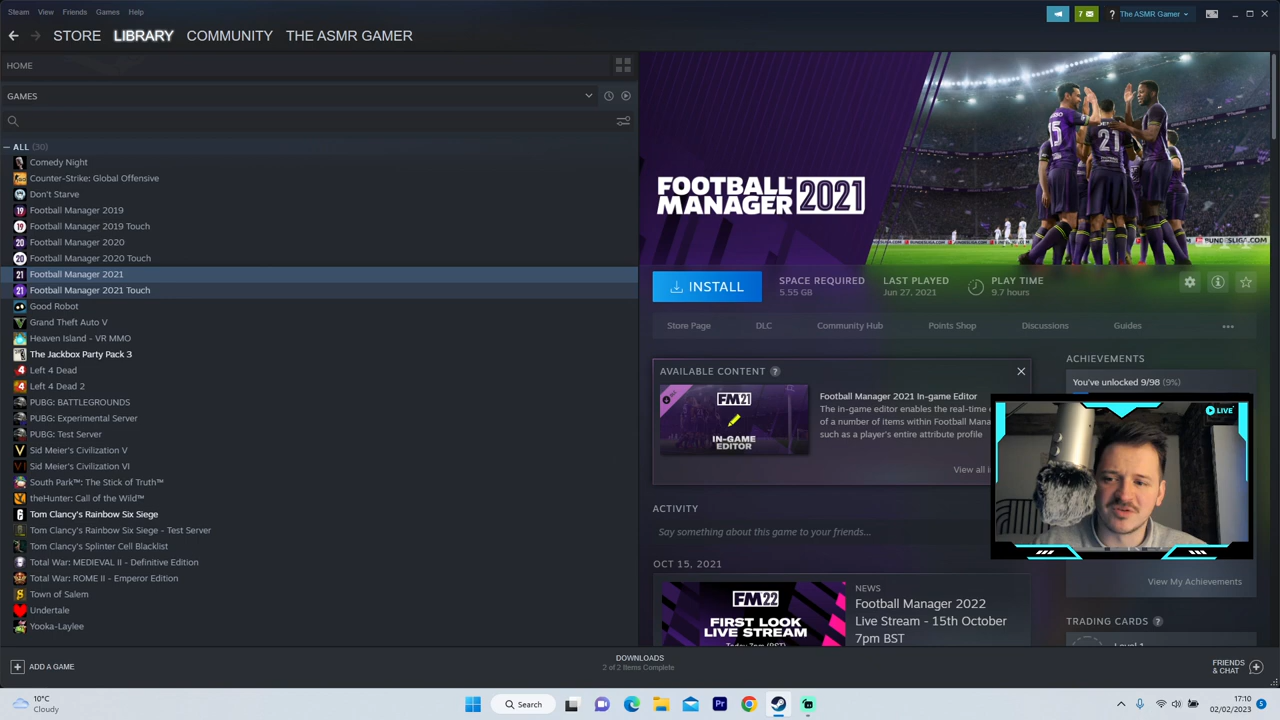 Steam View Friends Games Help
7
The ASMR Gamer
STORE LIBRARY COMMUNITY THE ASMR GAMER
HOME
GAMES
ALL (30)
Comedy Night
Counter-Strike: Global Offensive
Don't Starve
Football Manager 2019
Football Manager 2019 Touch
Football Manager 2020
Football Manager 2020 Touch
Football Manager 2021
Football Manager 2021 Touch
Good Robot
Grand Theft Auto V
Heaven Island - VR MMO
The Jackbox Party Pack 3
Left 4 Dead
Left 4 Dead 2
PUBG: BATTLEGROUNDS
PUBG: Experimental Server
PUBG: Test Server
Sid Meier's Civilization V
Sid Meier's Civilization VI
South Park™: The Stick of Truth™
theHunter: Call of the Wild™
Tom Clancy's Rainbow Six Siege
Tom Clancy's Rainbow Six Siege - Test Server
Tom Clancy's Splinter Cell Blacklist
Total War: MEDIEVAL II - Definitive Edition
Total War: ROME II - Emperor Edition
Town of Salem
Undertale
Yooka-Laylee
ADD A GAME
FOOTBALL
MANAGER 2021
15
21
BUNDESLIGA
BUNDESLIGA.COM
INSTALL
SPACE REQUIRED
5.55 GB
LAST PLAYED
Jun 27, 2021
PLAY TIME
9.7 hours
Store Page DLC Community Hub Points Shop Discussions Guides
AVAILABLE CONTENT
FM21
IN-GAME
EDITOR
Football Manager 2021 In-game Editor
The in-game editor enables the real-time e
of a number of items within Football Mana
such as a player's entire attribute profile
View all i
ACTIVITY
Say something about this game to your friends...
OCT 15, 2021
FM22
FIRST LOOK
LIVE STREAM
Today 7pm (BST)
NEWS
Football Manager 2022
Live Stream - 15th October
7pm BST
ACHIEVEMENTS
You've unlocked 9/98 (9%)
LIVE
View My Achievements
TRADING CARDS
Level 1
DOWNLOADS
2 of 2 Items Complete
FRIENDS
& CHAT
10°C
Cloudy
Search
Pr
17:10
02/02/2023